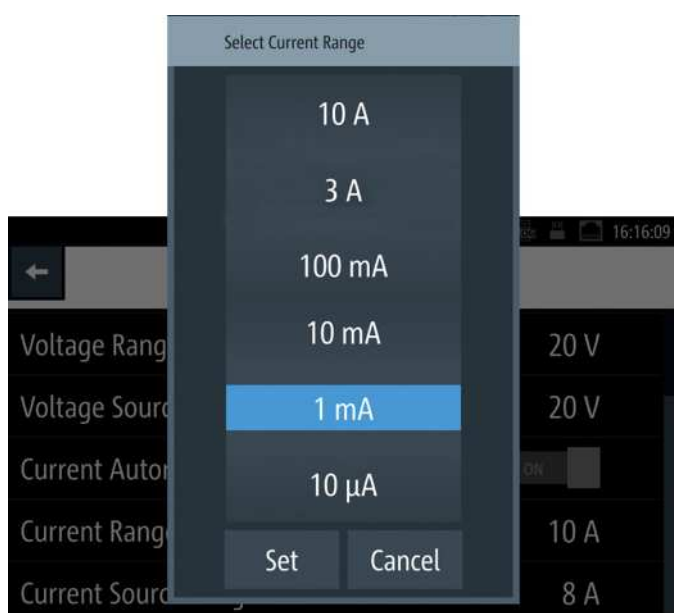 Select Current Range
10 A
3 A
100 mA
10 mA
1 mA
10 µA
Set Cancel
16:16:09
Voltage Rang 20 V
Voltage Sourc 20 V
Current Autor ON
Current Rang 10 A
Current Sourc 8 A